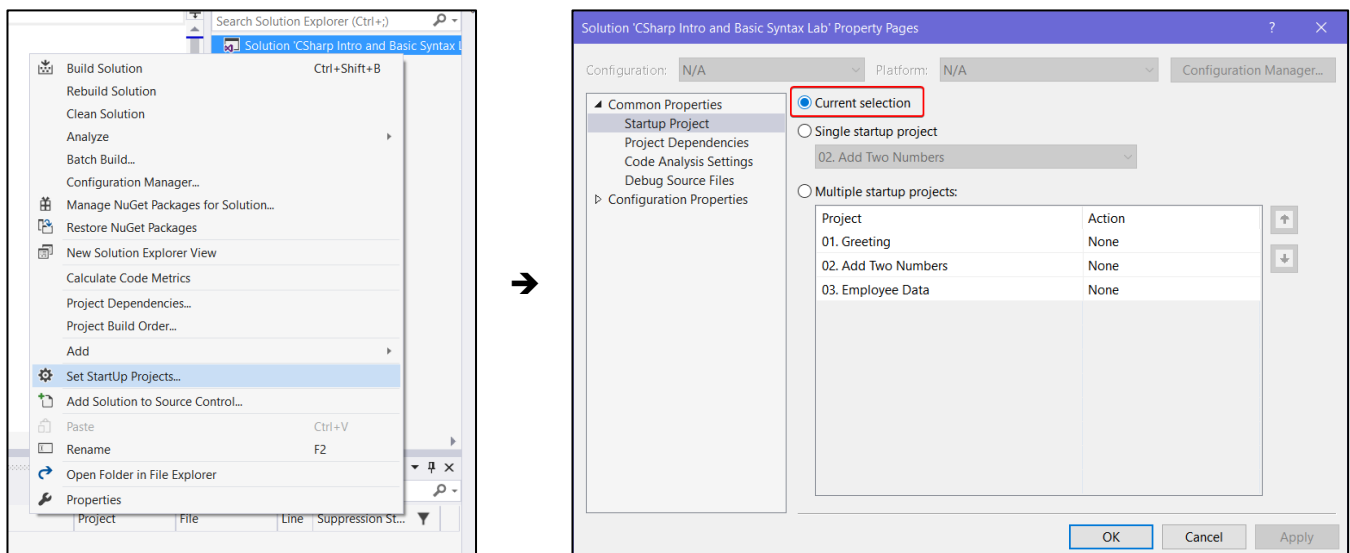 Search Solution Explorer (Ctrl+;)
Solution 'CSharp Intro and Basic Syntax L
Build Solution Ctrl+Shift+B
Rebuild Solution
Clean Solution
Analyze
Batch Build...
Configuration Manager...
Manage NuGet Packages for Solution...
Restore NuGet Packages
New Solution Explorer View
Calculate Code Metrics
Project Dependencies...
Project Build Order...
Add
Set StartUp Projects...
Add Solution to Source Control...
Paste Ctrl+V
Rename F2
Open Folder in File Explorer
Properties
Project File Line Suppression St...
➔
Solution 'CSharp Intro and Basic Syntax Lab' Property Pages ? ×
Configuration: N/A Platform: N/A Configuration Manager...
Common Properties
Startup Project
Project Dependencies
Code Analysis Settings
Debug Source Files
Configuration Properties
Current selection
Single startup project
02. Add Two Numbers
Multiple startup projects:
Project Action
01. Greeting None
02. Add Two Numbers None
03. Employee Data None
OK Cancel Apply